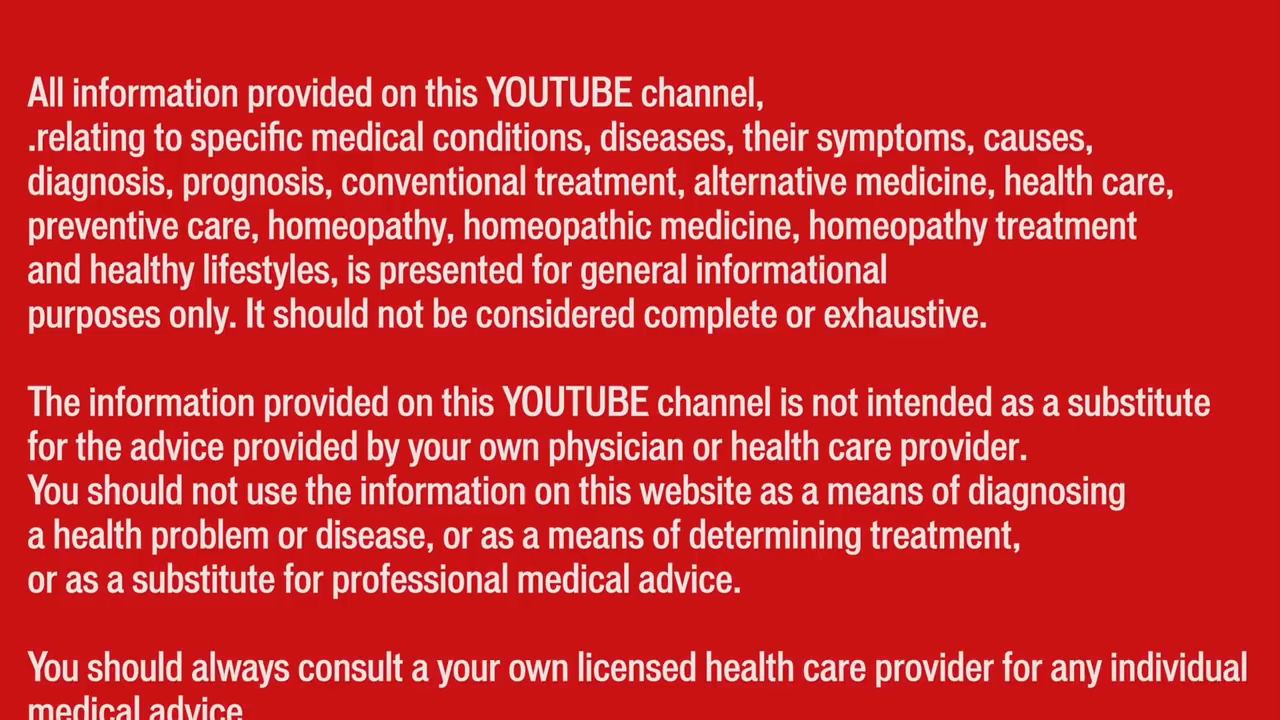 All information provided on this YOUTUBE channel,
.relating to specific medical conditions, diseases, their symptoms, causes,
diagnosis, prognosis, conventional treatment, alternative medicine, health care,
preventive care, homeopathy, homeopathic medicine, homeopathy treatment
and healthy lifestyles, is presented for general informational
purposes only. It should not be considered complete or exhaustive.
The information provided on this YOUTUBE channel is not intended as a substitute
for the advice provided by your own physician or health care provider.
You should not use the information on this website as a means of diagnosing
a health problem or disease, or as a means of determining treatment,
or as a substitute for professional medical advice.
You should always consult a your own licensed health care provider for any individual
medical advice